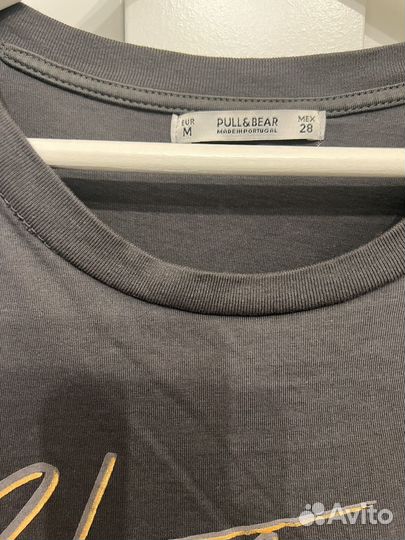 EUR
M
PULL&BEAR
MADE IN PORTUGAL
MEX
28
Avito